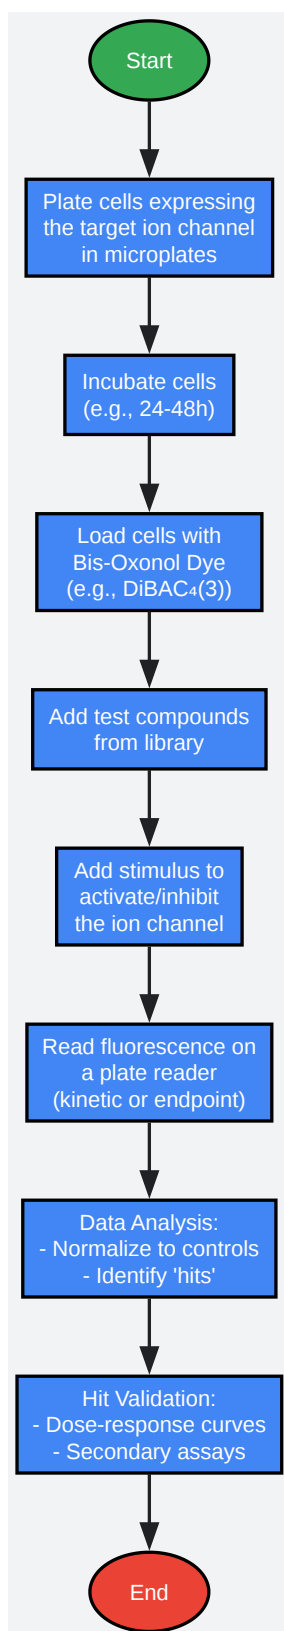 Start
Plate cells expressing
the target ion channel
in microplates
Incubate cells
(e.g., 24-48h)
Load cells with
Bis-Oxonol Dye
(e.g., DiBAC₄(3))
Add test compounds
from library
Add stimulus to
activate/inhibit
the ion channel
Read fluorescence on
a plate reader
(kinetic or endpoint)
Data Analysis:
- Normalize to controls
- Identify 'hits'
Hit Validation:
- Dose-response curves
- Secondary assays
End